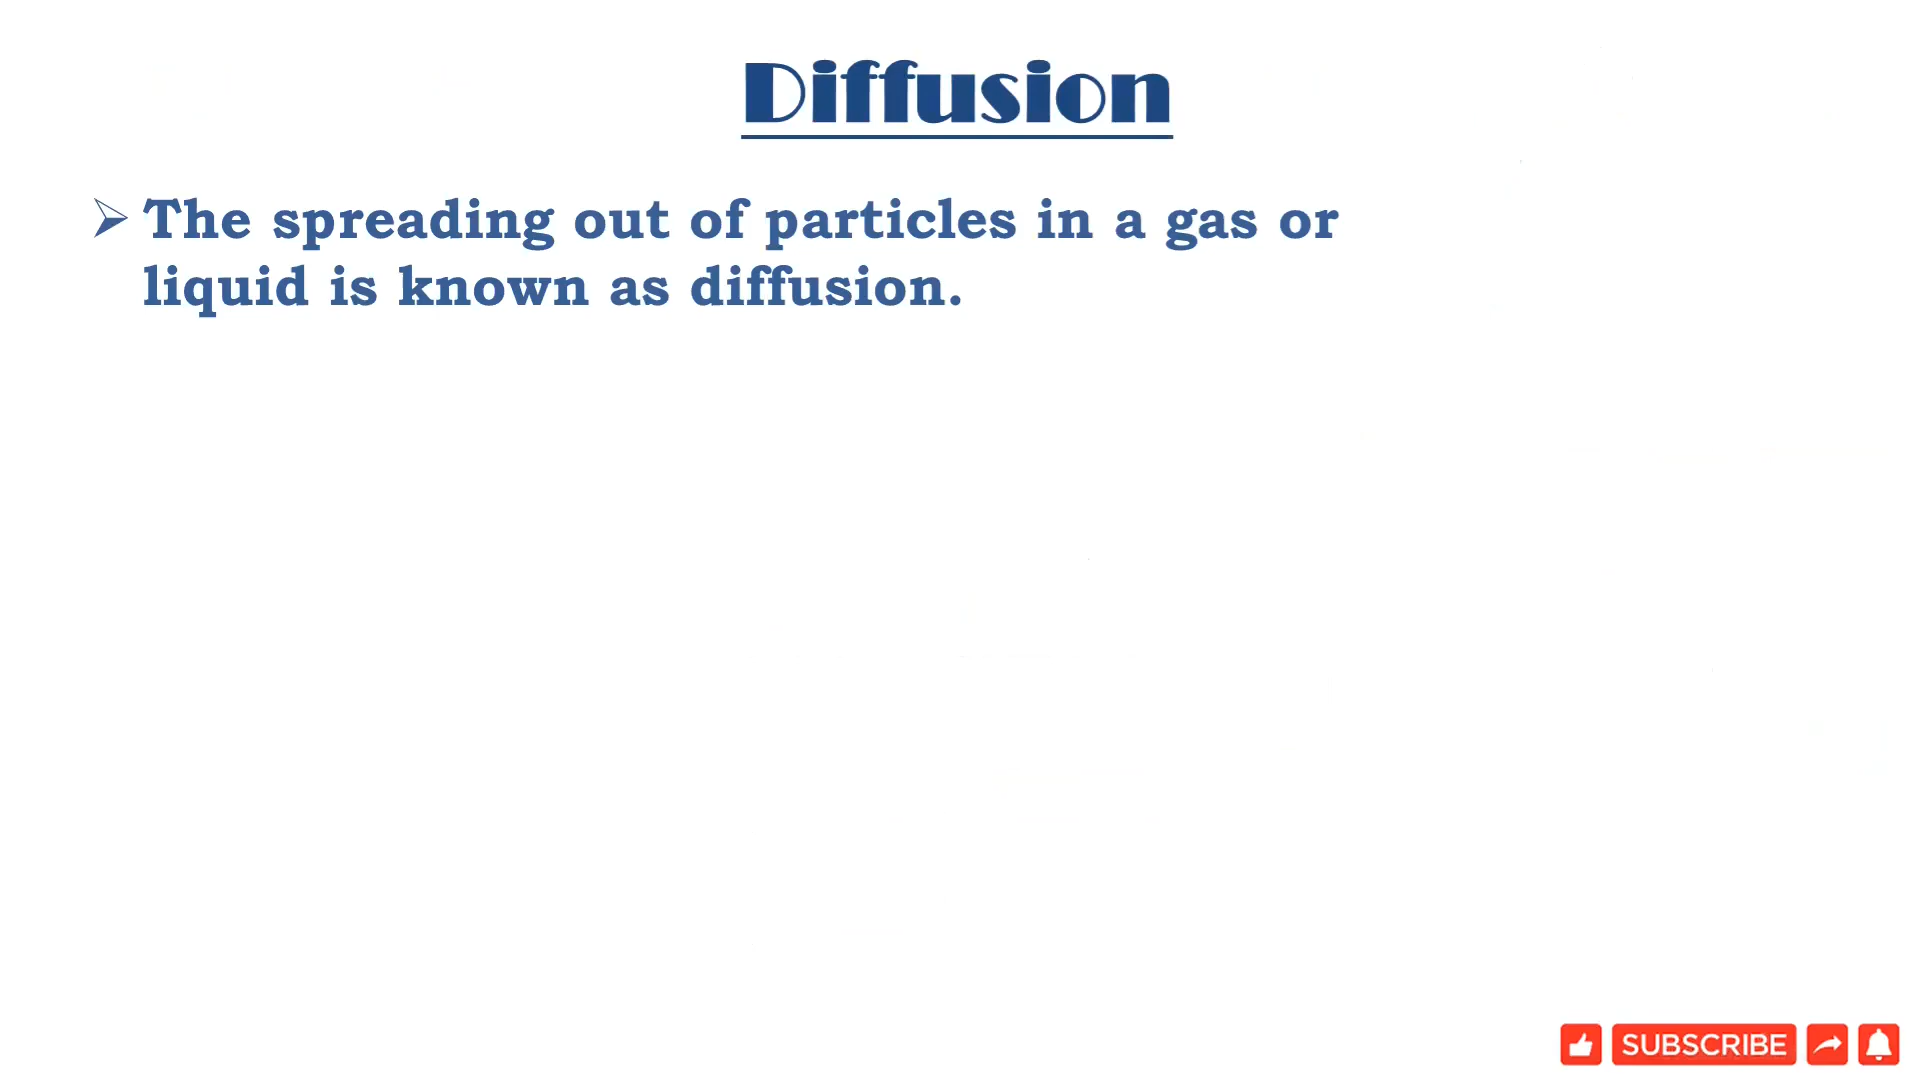 Diffusion
The spreading out of particles in a gas or
liquid is known as diffusion.
SUBSCRIBE